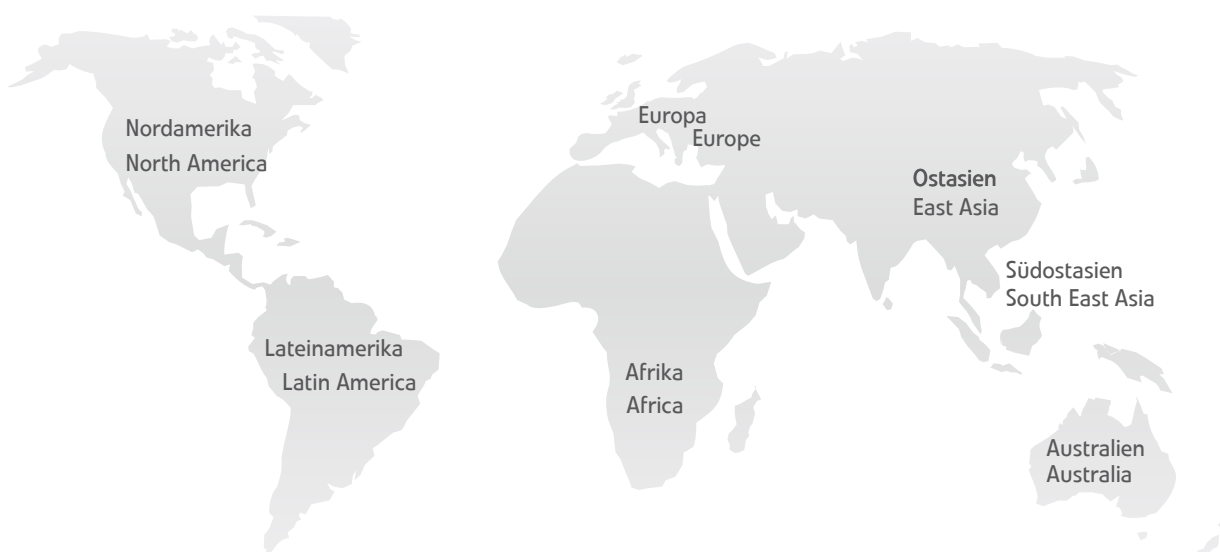 Nordamerika
North America
Europa
Europe
Ostasien
East Asia
Südostasien
South East Asia
Lateinamerika
Latin America
Afrika
Africa
Australien
Australia